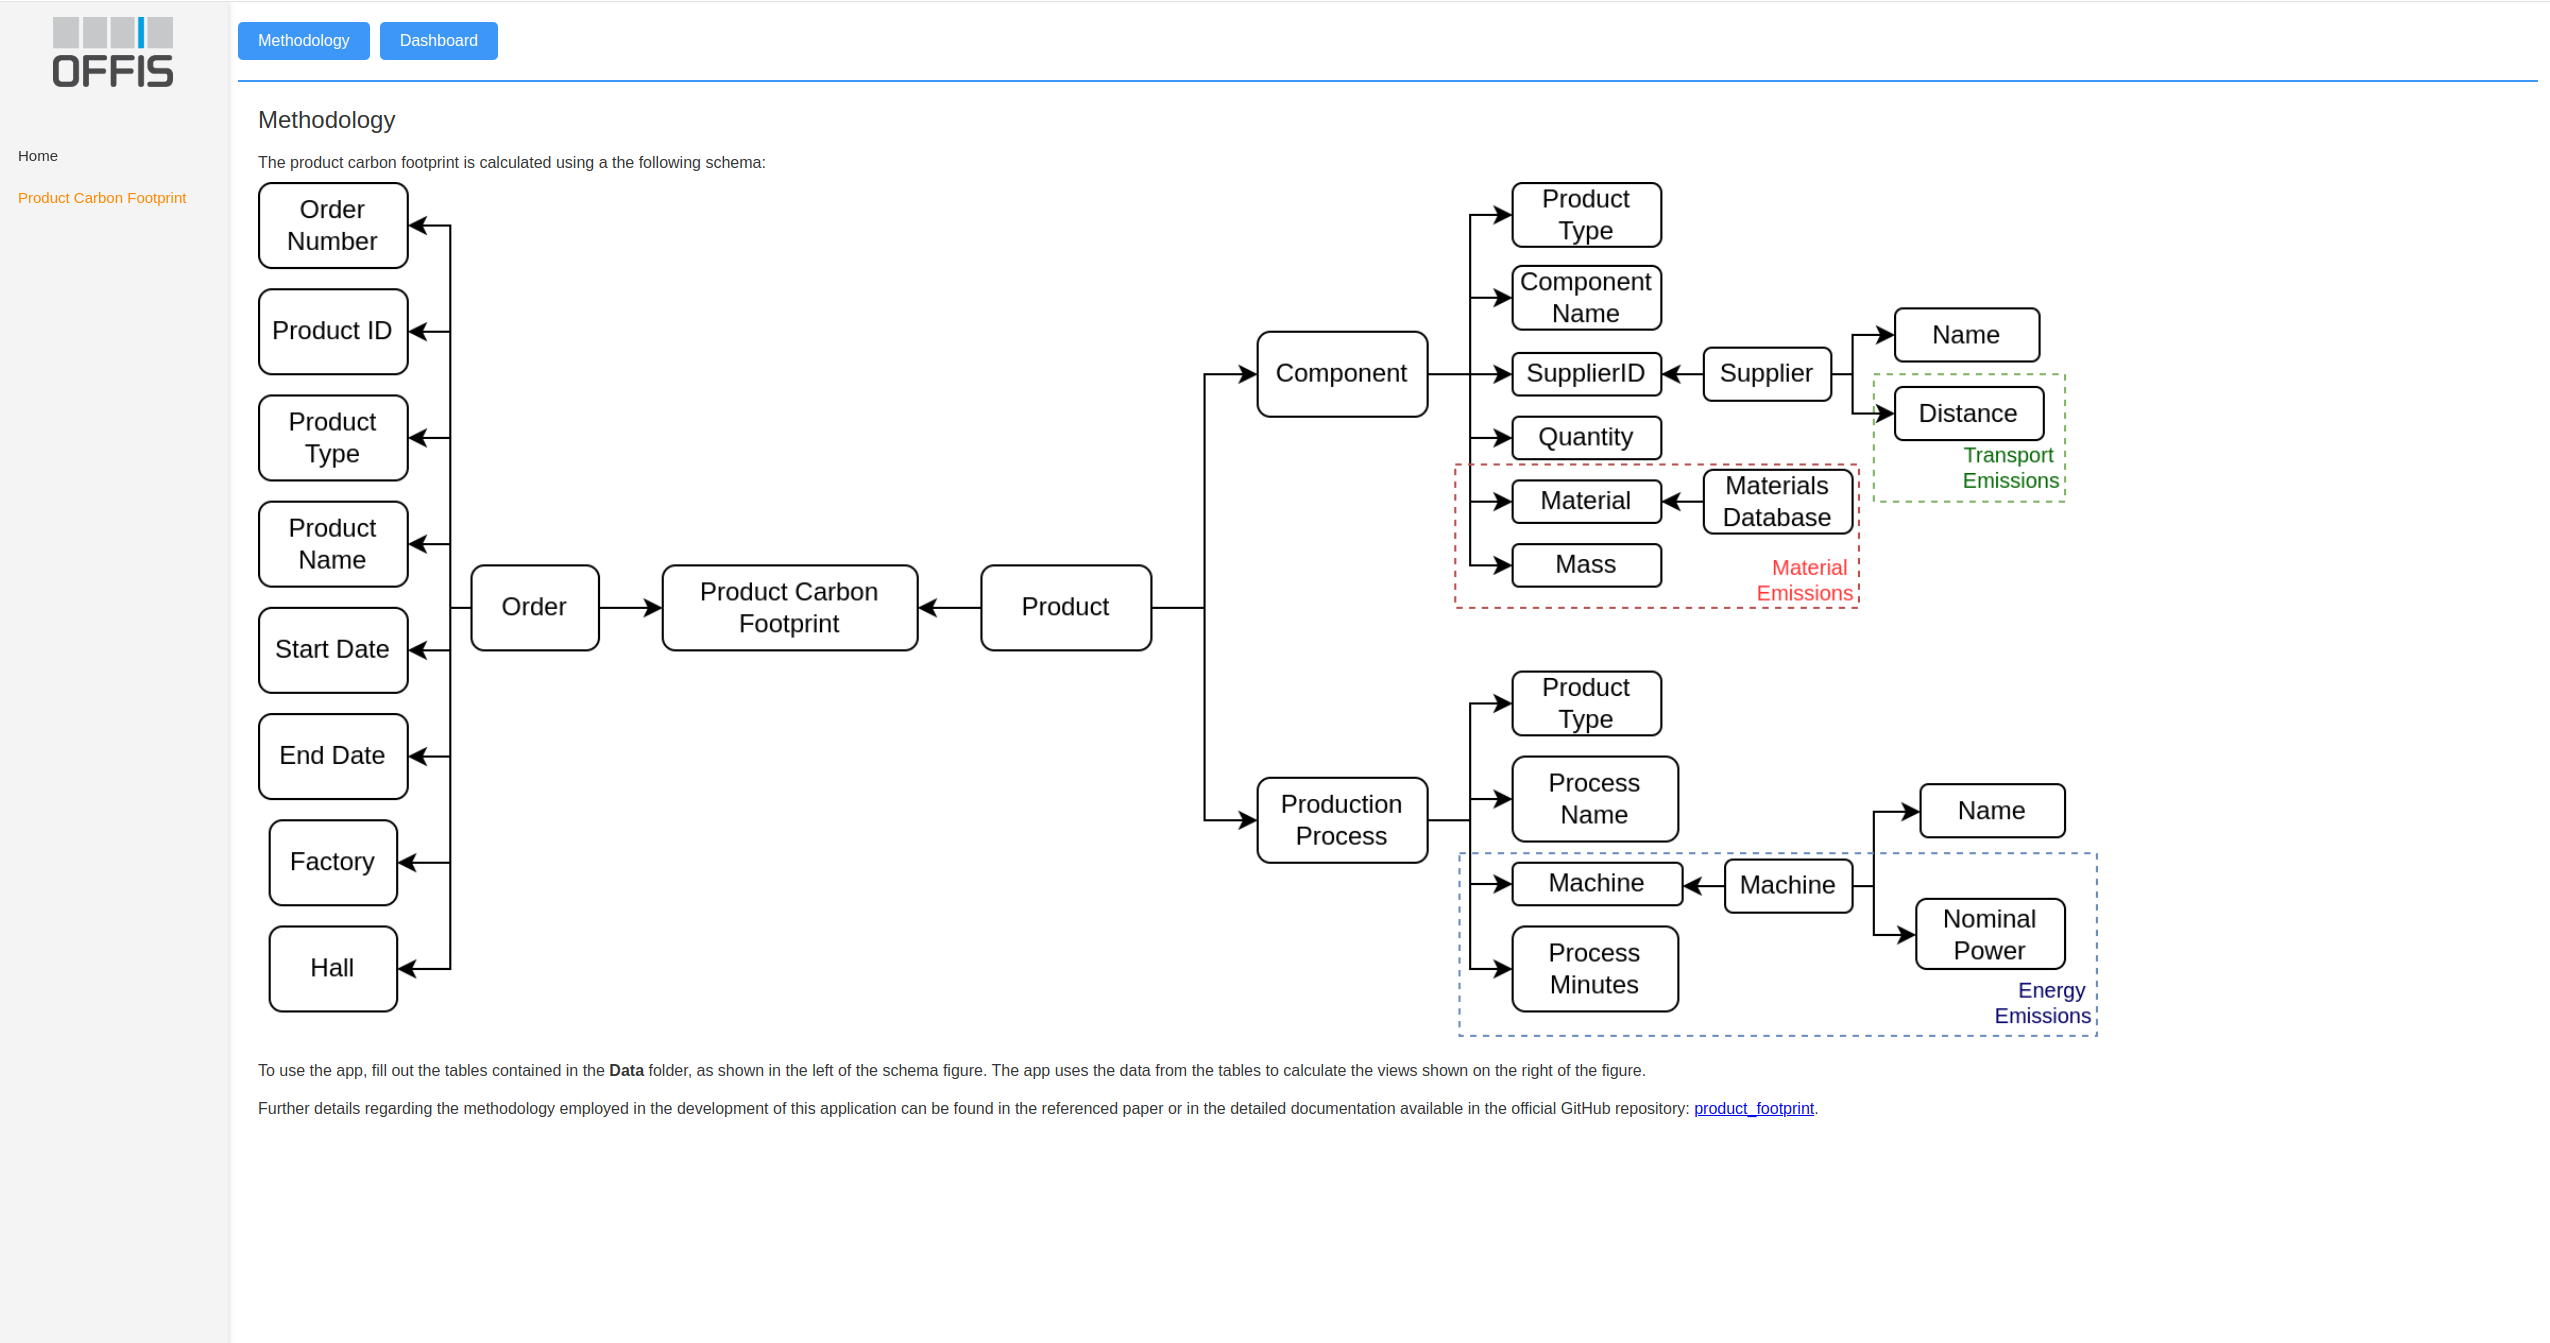 OFFIS
Home
Product Carbon Footprint
Methodology
Dashboard
Methodology
The product carbon footprint is calculated using a the following schema:
Order
Number
Product ID
Product
Type
Product
Name
Start Date
End Date
Factory
Hall
Order
Product Carbon
Footprint
Product
Component
Product
Type
Component
Name
SupplierID
Quantity
Material
Mass
Supplier
Name
Distance
Transport
Emissions
Materials
Database
Material
Emissions
Production
Process
Product
Type
Process
Name
Machine
Process
Minutes
Machine
Name
Nominal
Power
Energy
Emissions
To use the app, fill out the tables contained in the Data folder, as shown in the left of the schema figure. The app uses the data from the tables to calculate the views shown on the right of the figure.
Further details regarding the methodology employed in the development of this application can be found in the referenced paper or in the detailed documentation available in the official GitHub repository: product_footprint.